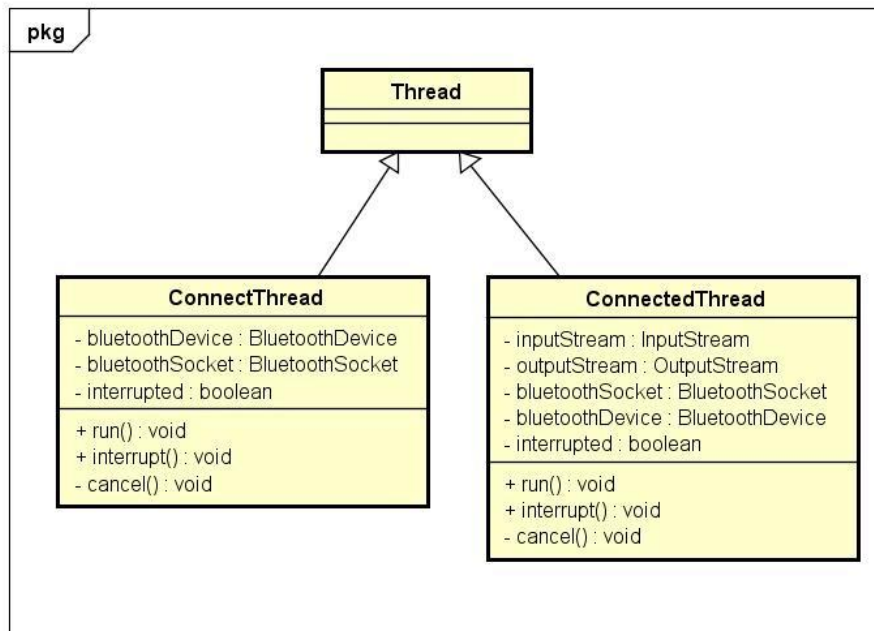 pkg
Thread
ConnectThread
- bluetoothDevice : BluetoothDevice
- bluetoothSocket : BluetoothSocket
- interrupted : boolean
+ run() : void
+ interrupt() : void
- cancel() : void
ConnectedThread
- inputStream : InputStream
- outputStream : OutputStream
- bluetoothSocket : BluetoothSocket
- bluetoothDevice : BluetoothDevice
- interrupted : boolean
+ run() : void
+ interrupt() : void
- cancel() : void